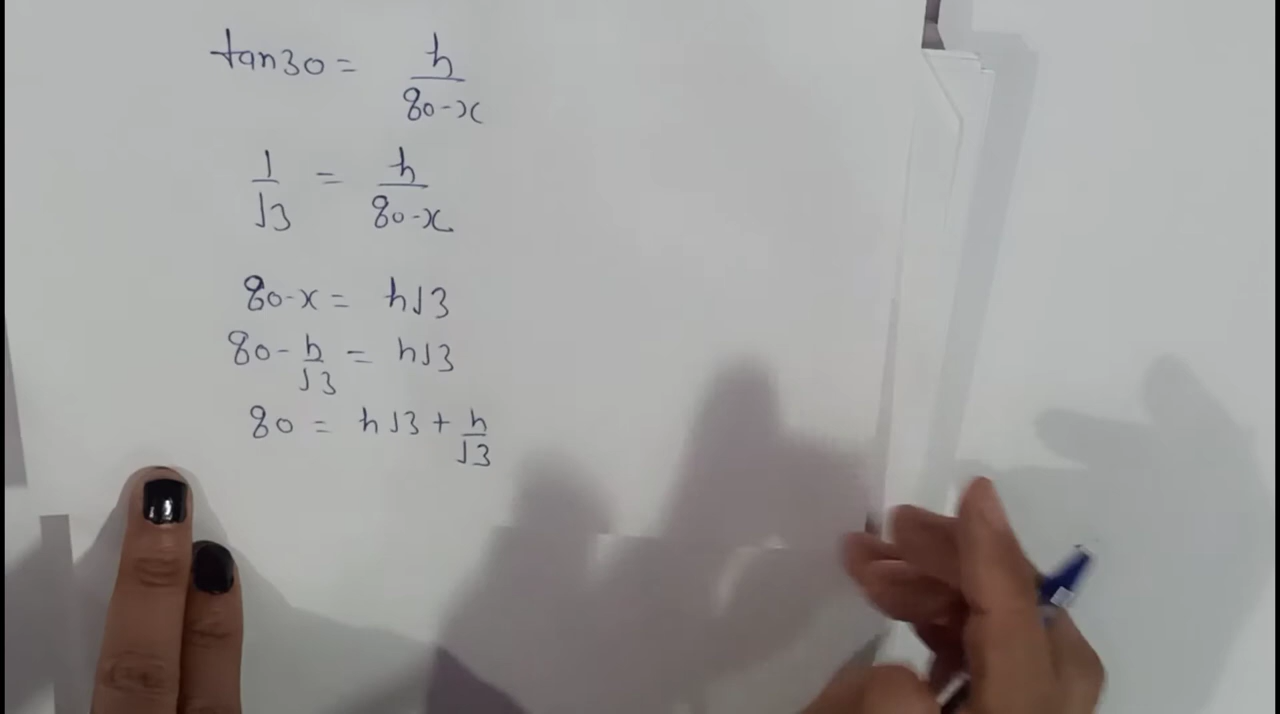 tan30 = h/80-x
1/√3 = h/80-x
80-x = h√3
80 - h/√3 = h√3
80 = h√3 + h/√3